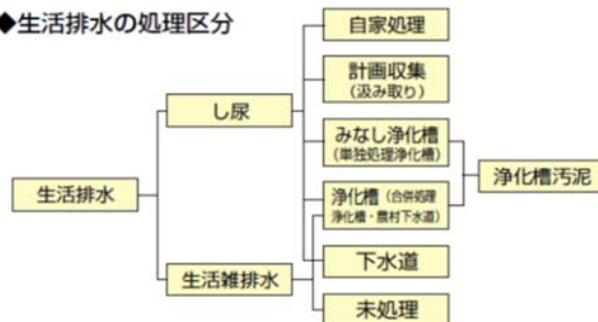 ◆生活排水の処理区分
自家処理
計画収集
(汲み取り)
し尿
みなし浄化槽
(単独処理浄化槽)
浄化槽汚泥
生活排水
浄化槽(合併処理
浄化槽・農村下水道)
下水道
生活雑排水
未処理